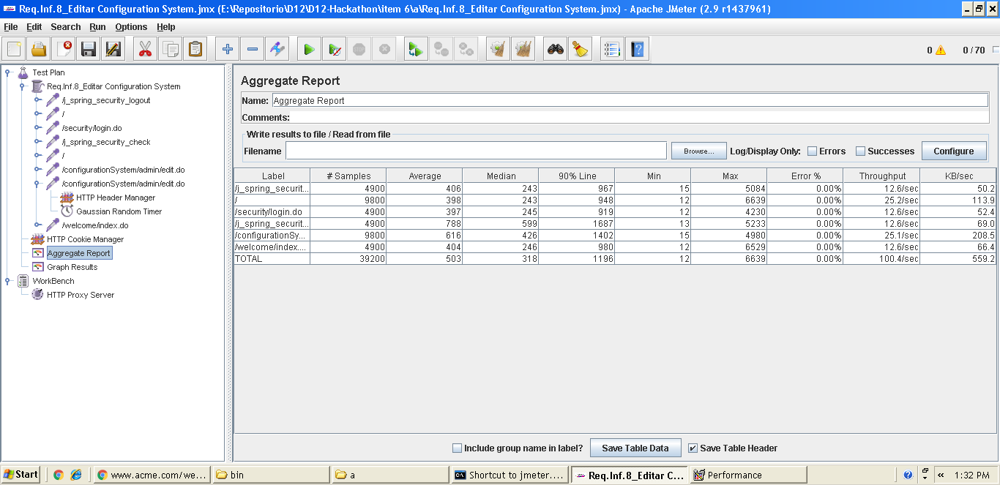 Req.Inf.8_Editar Configuration System.jmx (E:\Repositorio\D12\D12-Hackathon\item 6\a\Req.Inf.8_Editar Configuration System.jmx) - Apache JMeter (2.9 r1437961)
File Edit Search Run Options Help
0 0 / 70
Test Plan
Req.Inf.8_Editar Configuration System
/j_spring_security_logout
/
/security/login.do
/j_spring_security_check
/
/configurationSystem/admin/edit.do
/configurationSystem/admin/edit.do
HTTP Header Manager
Gaussian Random Timer
/welcome/index.do
HTTP Cookie Manager
Aggregate Report
Graph Results
WorkBench
HTTP Proxy Server
Aggregate Report
Name: Aggregate Report
Comments:
Write results to file / Read from file
Filename Browse... Log/Display Only: Errors Successes Configure
Label # Samples Average Median 90% Line Min Max Error % Throughput KB/sec
/j_spring_securit... 4900 406 243 967 15 5084 0.00% 12.6/sec 50.2
/ 9800 398 243 948 12 6639 0.00% 25.2/sec 113.9
/security/login.do 4900 397 245 919 12 4230 0.00% 12.6/sec 52.4
/j_spring_securit... 4900 788 599 1687 13 5233 0.00% 12.6/sec 69.0
/configurationSy... 9800 616 426 1402 15 4980 0.00% 25.1/sec 208.5
/welcome/index.... 4900 404 246 980 12 6529 0.00% 12.6/sec 66.4
TOTAL 39200 503 318 1196 12 6639 0.00% 100.4/sec 559.2
Include group name in label? Save Table Data Save Table Header
Start www.acme.com/we... bin a Shortcut to jmeter.... Req.Inf.8_Editar C... Performance 1:32 PM